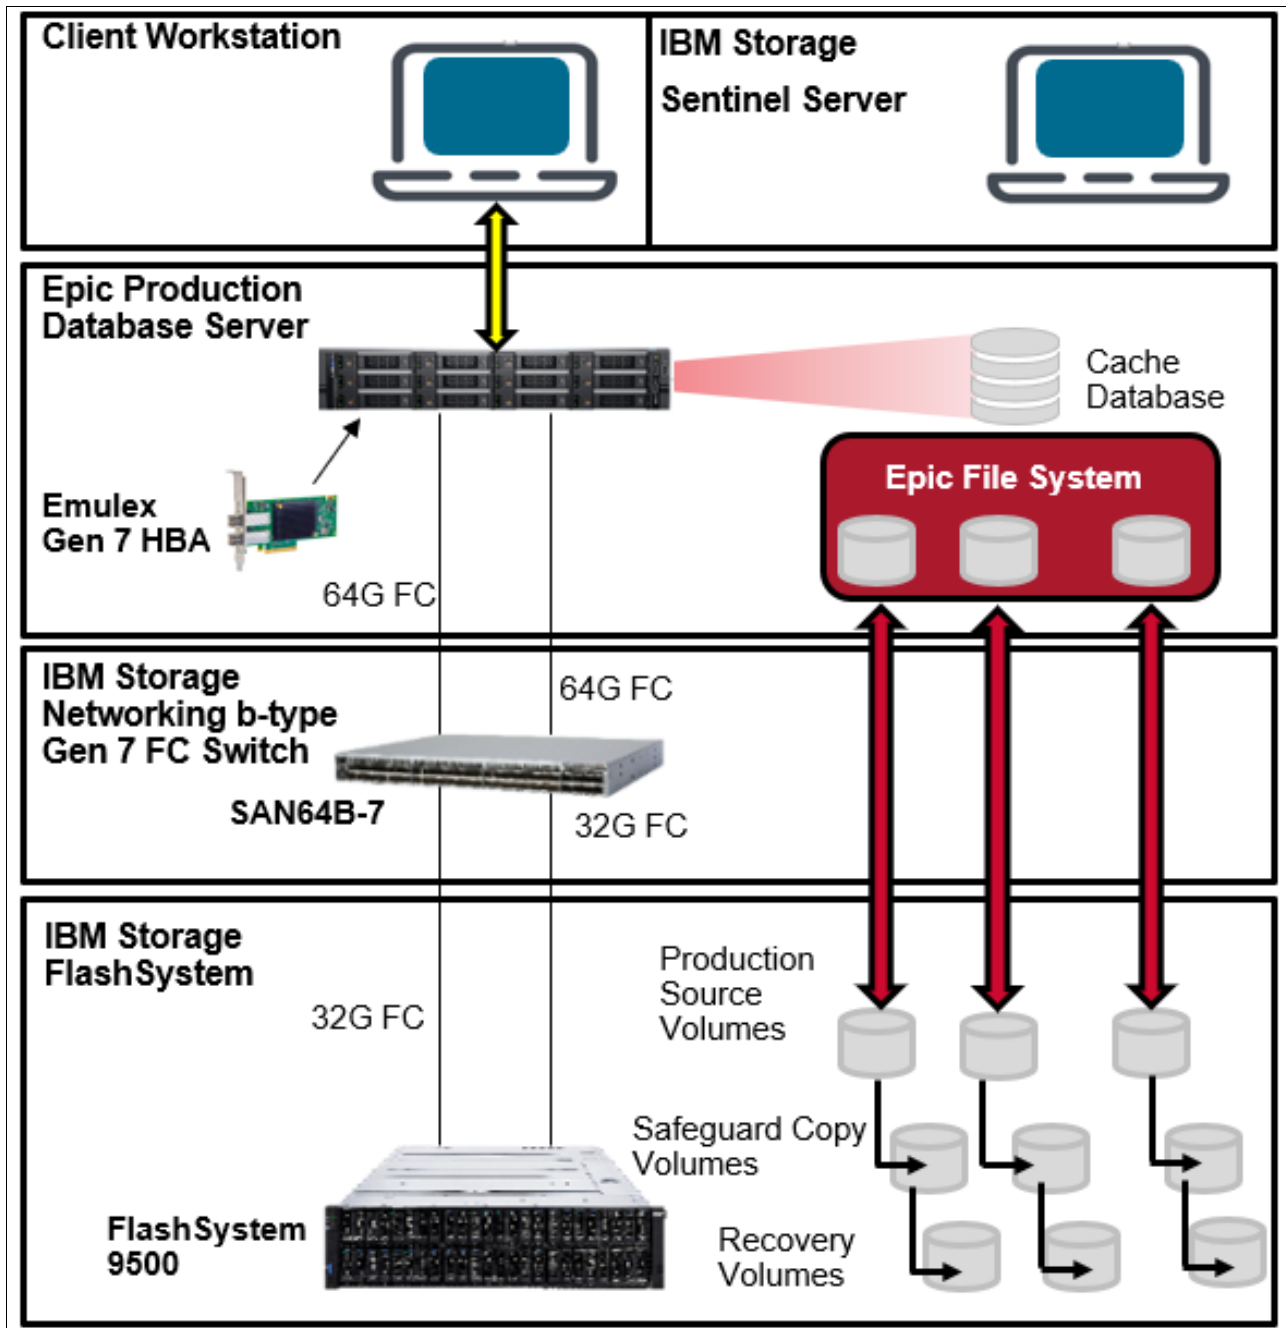 Client Workstation
IBM Storage
Sentinel Server
Epic Production
Database Server
Cache
Database
Epic File System
Emulex
Gen 7 HBA
64G FC
IBM Storage
Networking b-type
Gen 7 FC Switch
64G FC
SAN64B-7
32G FC
IBM Storage
FlashSystem
Production
Source
Volumes
32G FC
Safeguard Copy
Volumes
FlashSystem
9500
Recovery
Volumes